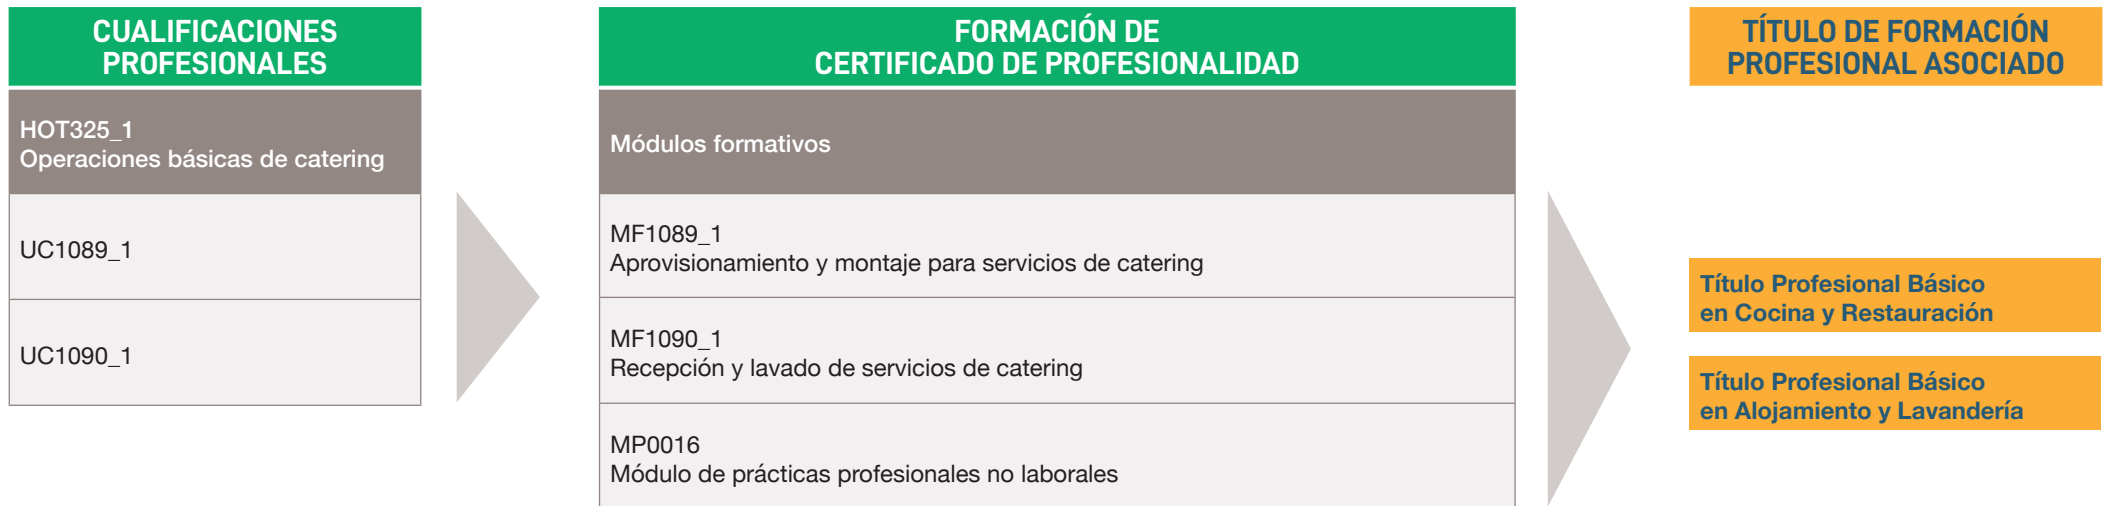 CUALIFICACIONES
PROFESIONALES
HOT325_1
Operaciones básicas de catering
UC1089_1
UC1090_1
FORMACIÓN DE
CERTIFICADO DE PROFESIONALIDAD
Módulos formativos
MF1089_1
Aprovisionamiento y montaje para servicios de catering
MF1090_1
Recepción y lavado de servicios de catering
MP0016
Módulo de prácticas profesionales no laborales
TÍTULO DE FORMACIÓN
PROFESIONAL ASOCIADO
Título Profesional Básico
en Cocina y Restauración
Título Profesional Básico
en Alojamiento y Lavandería